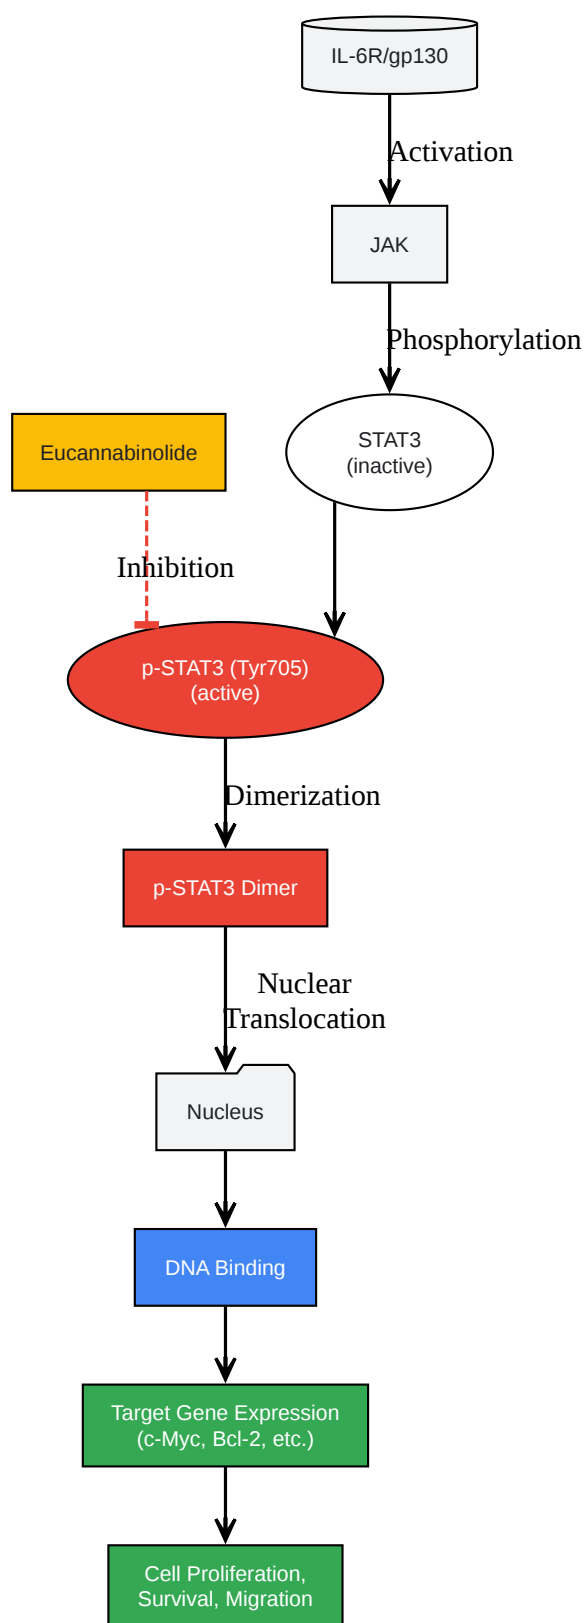 IL-6R/gp130
Activation
JAK
Phosphorylation
STAT3
(inactive)
Eucannabinolide
Inhibition
p-STAT3 (Tyr705)
(active)
Dimerization
p-STAT3 Dimer
Nuclear
Translocation
Nucleus
DNA Binding
Target Gene Expression
(c-Myc, Bcl-2, etc.)
Cell Proliferation,
Survival, Migration